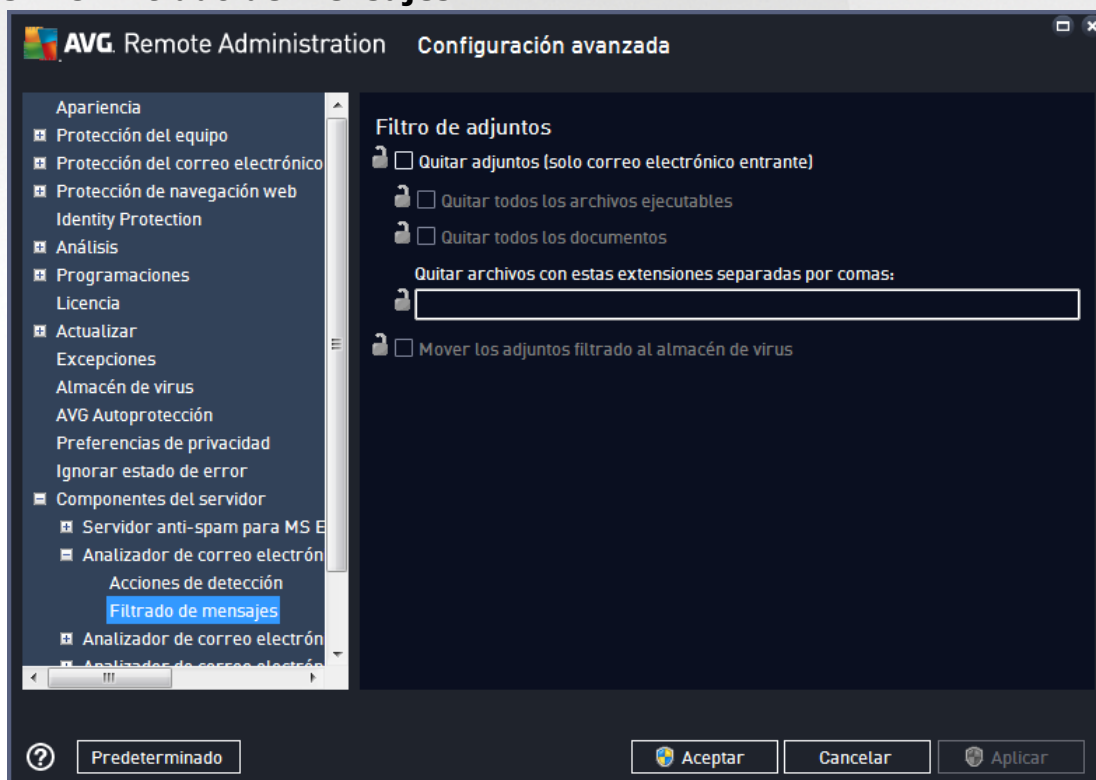 AVG. Remote Administration Configuración avanzada
Apariencia
Protección del equipo
Protección del correo electrónico
Protección de navegación web
Identity Protection
Análisis
Programaciones
Licencia
Actualizar
Excepciones
Almacén de virus
AVG Autoprotección
Preferencias de privacidad
Ignorar estado de error
Componentes del servidor
Servidor anti-spam para MS E
Analizador de correo electrón
Acciones de detección
Filtrado de mensajes
Analizador de correo electrón
Analizador de correo electrón
Filtro de adjuntos
Quitar adjuntos (solo correo electrónico entrante)
Quitar todos los archivos ejecutables
Quitar todos los documentos
Quitar archivos con estas extensiones separadas por comas:
Mover los adjuntos filtrado al almacén de virus
Predeterminado
Aceptar
Cancelar
Aplicar